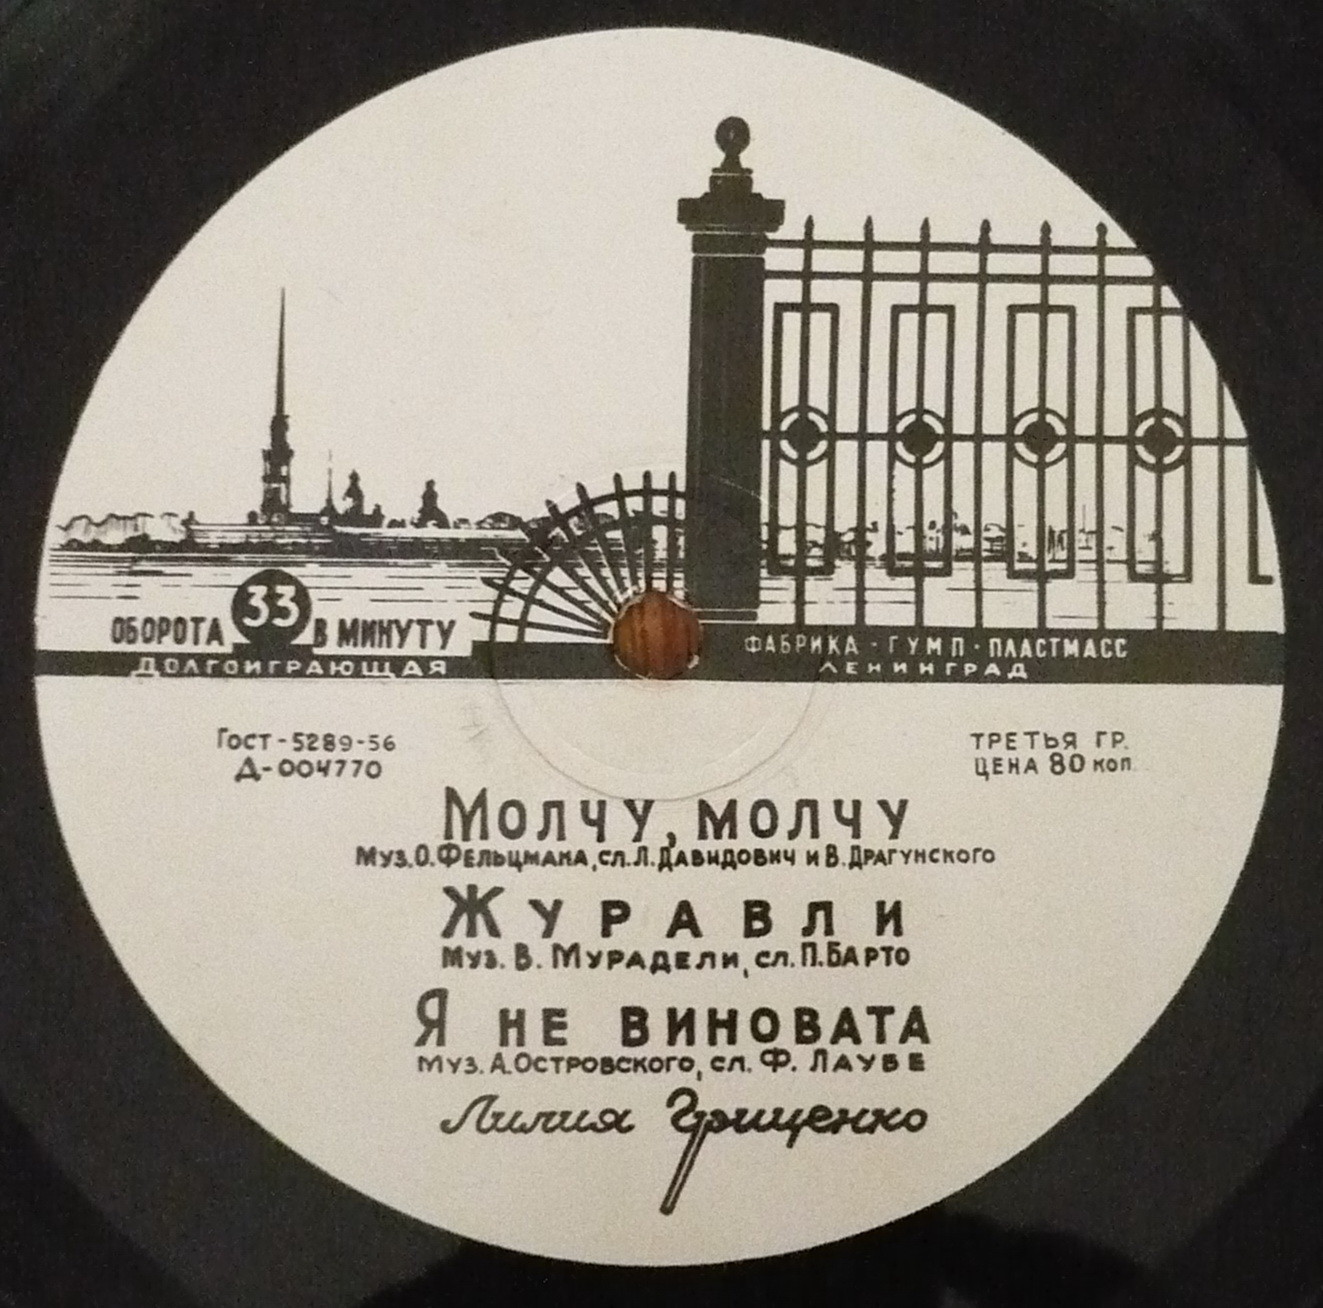 33
ОБОРОТА В МИНУТУ
ДОЛГОИГРАЮЩАЯ
ФАБРИКА - ГУМП - ПЛАСТМАСС
ЛЕНИНГРАД
ГОСТ - 5289-56
Д-004770
ТРЕТЬЯ ГР.
ЦЕНА 80 КОП.
МОЛЧУ, МОЛЧУ
МУЗ. О. ФЕЛЬЦМАНА, СЛ. Л. ДАВИДОВИЧ И В. ДРАГУНСКОГО
ЖУРАВЛИ
МУЗ. В. МУРАДЕЛИ, СЛ. П. БАРТО
Я НЕ ВИНОВАТА
МУЗ. А. ОСТРОВСКОГО, СЛ. Ф. ЛАУБЕ
Лилия Гриценко